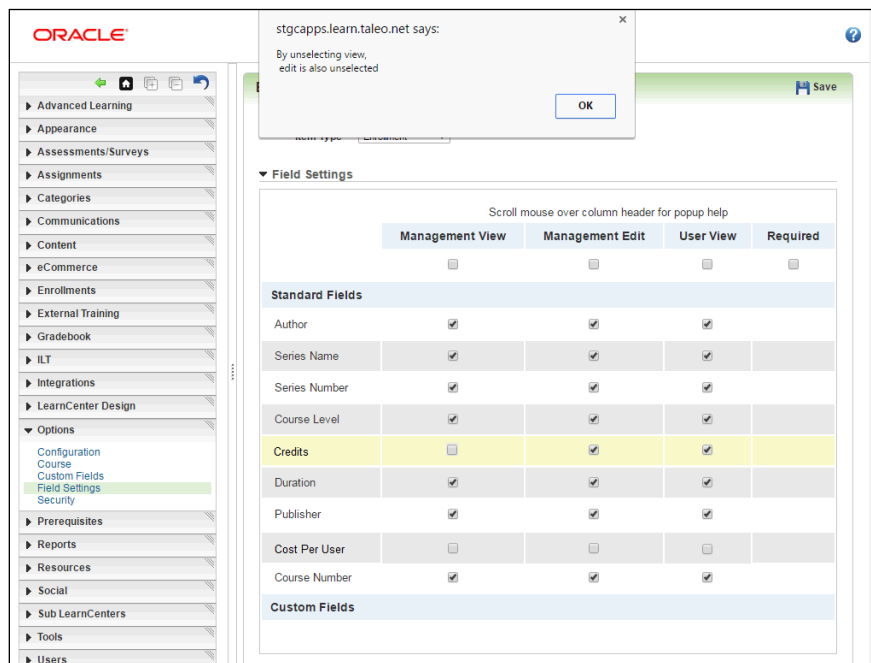 ORACLE
stgcapps.learn.taleo.net says:
By unselecting view,
edit is also unselected
OK
Save
Item Type
Advanced Learning
Appearance
Assessments/Surveys
Assignments
Categories
Communications
Content
eCommerce
Enrollments
External Training
Gradebook
ILT
Integrations
LearnCenter Design
Options
Configuration
Course
Custom Fields
Field Settings
Security
Prerequisites
Reports
Resources
Social
Sub LearnCenters
Tools
Users
Field Settings
Scroll mouse over column header for popup help
Management View Management Edit User View Required
Standard Fields
Author
Series Name
Series Number
Course Level
Credits
Duration
Publisher
Cost Per User
Course Number
Custom Fields